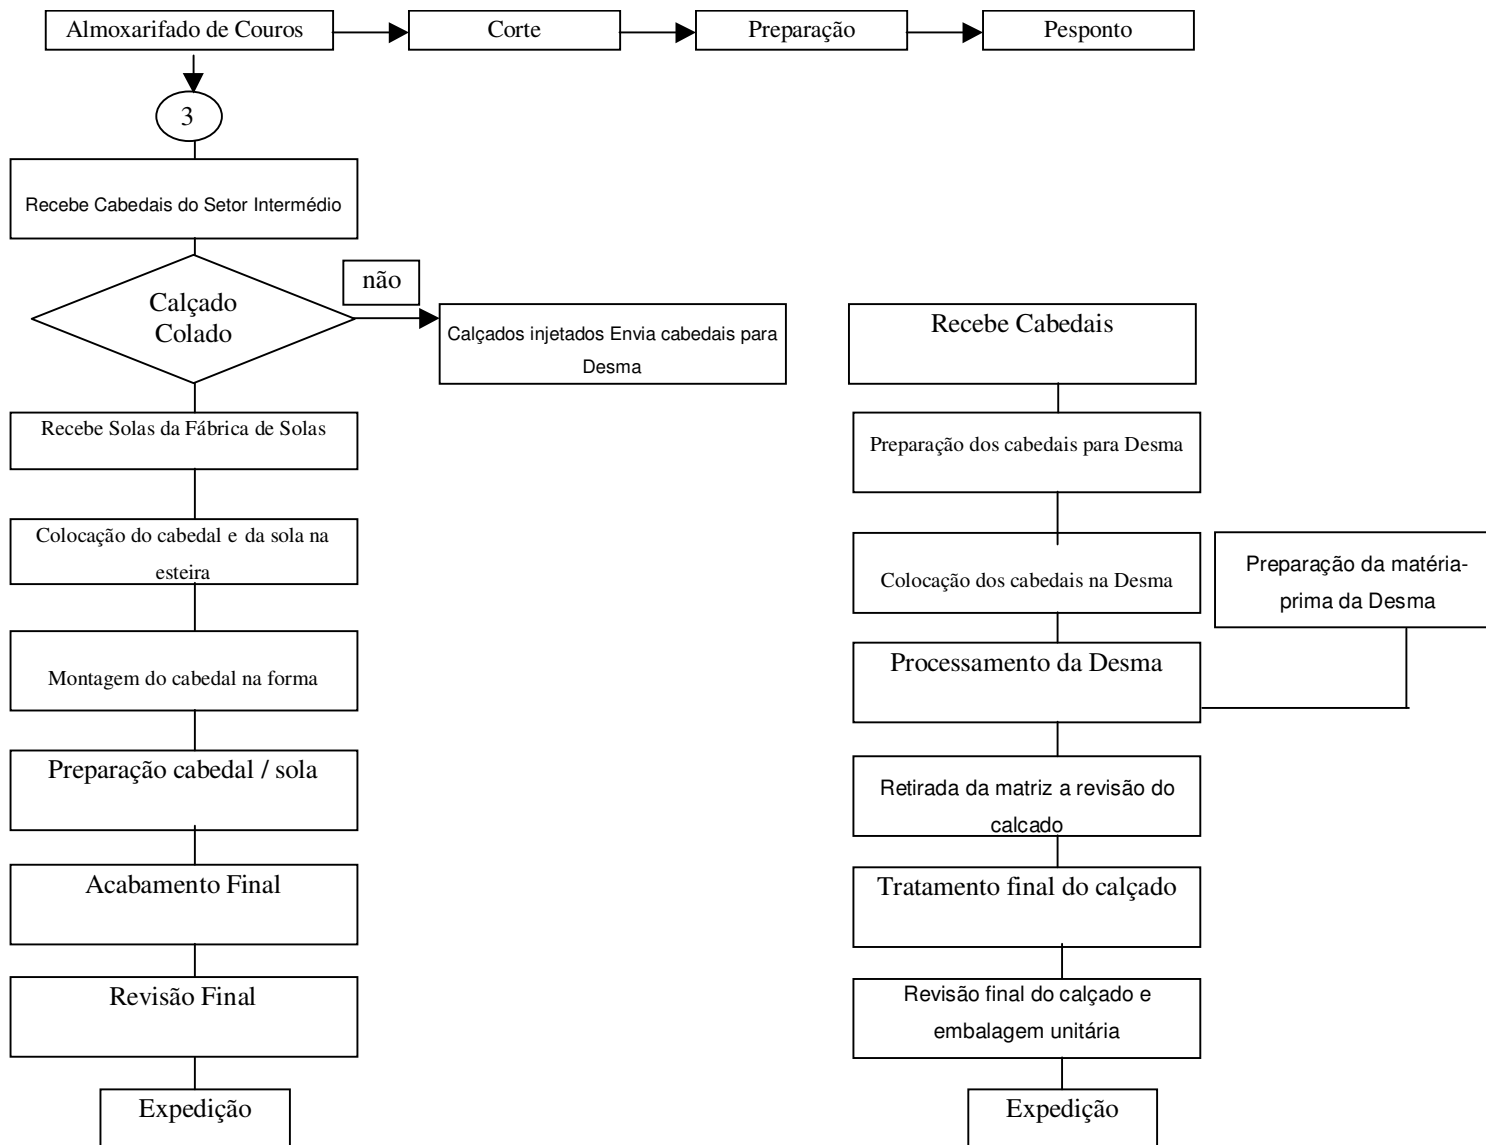 Almoxarifado de Couros
Corte
Preparação
Pesponto
3
Recebe Cabedais do Setor Intermédio
Calçado
Colado
não
Calçados injetados Envia cabedais para
Desma
Recebe Solas da Fábrica de Solas
Colocação do cabedal e da sola na
esteira
Montagem do cabedal na forma
Preparação cabedal / sola
Acabamento Final
Revisão Final
Expedição
Recebe Cabedais
Preparação dos cabedais para Desma
Colocação dos cabedais na Desma
Preparação da matéria-
prima da Desma
Processamento da Desma
Retirada da matriz a revisão do
calcado
Tratamento final do calçado
Revisão final do calçado e
embalagem unitária
Expedição